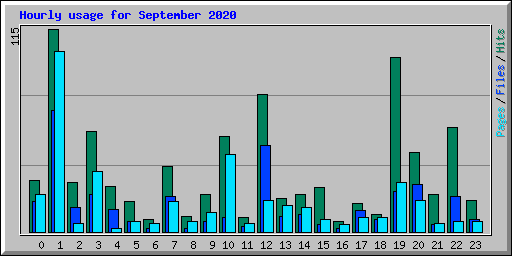 Hourly usage for September 2020
115
Pages/Files/Hits
0 1 2 3 4 5 6 7 8 9 10 11 12 13 14 15 16 17 18 19 20 21 22 23